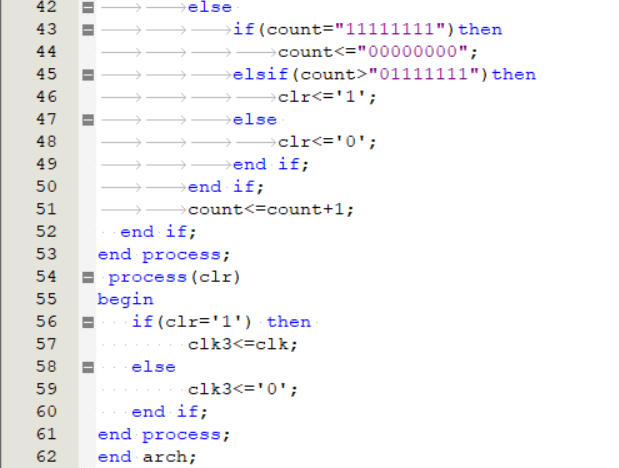 42 else
43 if(count="11111111")then
44 count<="00000000";
45 elsif(count>"01111111")then
46 clr<='1';
47 else
48 clr<='0';
49 end if;
50 end if;
51 count<=count+1;
52 end if;
53 end process;
54 process(clr)
55 begin
56 if(clr='1') then
57 clk3<=clk;
58 else
59 clk3<='0';
60 end if;
61 end process;
62 end arch;